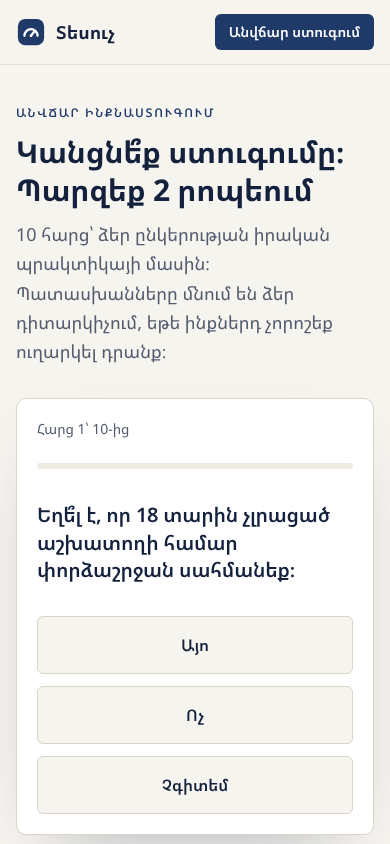 Տեսուչ
Անվճար ստուգում
ԱՆՎՃԱՐ ԻՆՔՆԱՍՏՈՒԳՈՒՄ
Կանցնե՞ք ստուգումը։
Պարզեք 2 րոպեում
10 հարց՝ ձեր ընկերության իրական
պրակտիկայի մասին։
Պատասխանները մնում են ձեր
դիտարկիչում, եթե ինքներդ չորոշեք
ուղարկել դրանք։
Հարց 1՝ 10-ից
Եղե՞լ է, որ 18 տարին չլրացած
աշխատողի համար
փորձաշրջան սահմանեք։
Այո
Ոչ
Չգիտեմ